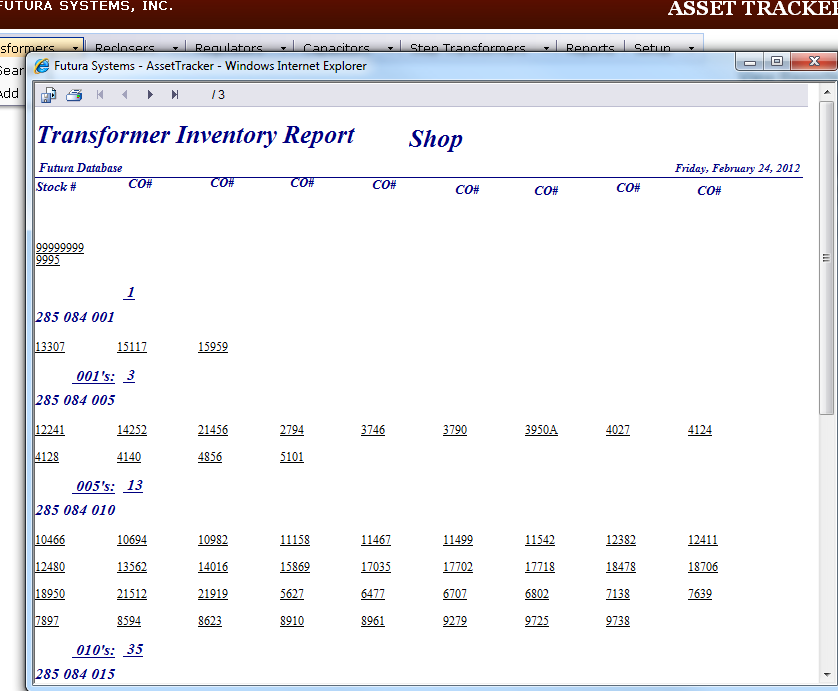 FUTURA SYSTEMS, INC.
ASSET TRACKER
sformers Reclosers Regulators Capacitors Step Transformers Reports Setup
Sear
Add
Futura Systems - AssetTracker - Windows Internet Explorer
/ 3
Transformer Inventory Report Shop
Futura Database Friday, February 24, 2012
Stock # CO# CO# CO# CO# CO# CO# CO# CO#
99999999
9995
1
285 084 001
13307 15117 15959
001's: 3
285 084 005
12241 14252 21456 2794 3746 3790 3950A 4027 4124
4128 4140 4856 5101
005's: 13
285 084 010
10466 10694 10982 11158 11467 11499 11542 12382 12411
12480 13562 14016 15869 17035 17702 17718 18478 18706
18950 21512 21919 5627 6477 6707 6802 7138 7639
7897 8594 8623 8910 8961 9279 9725 9738
010's: 35
285 084 015